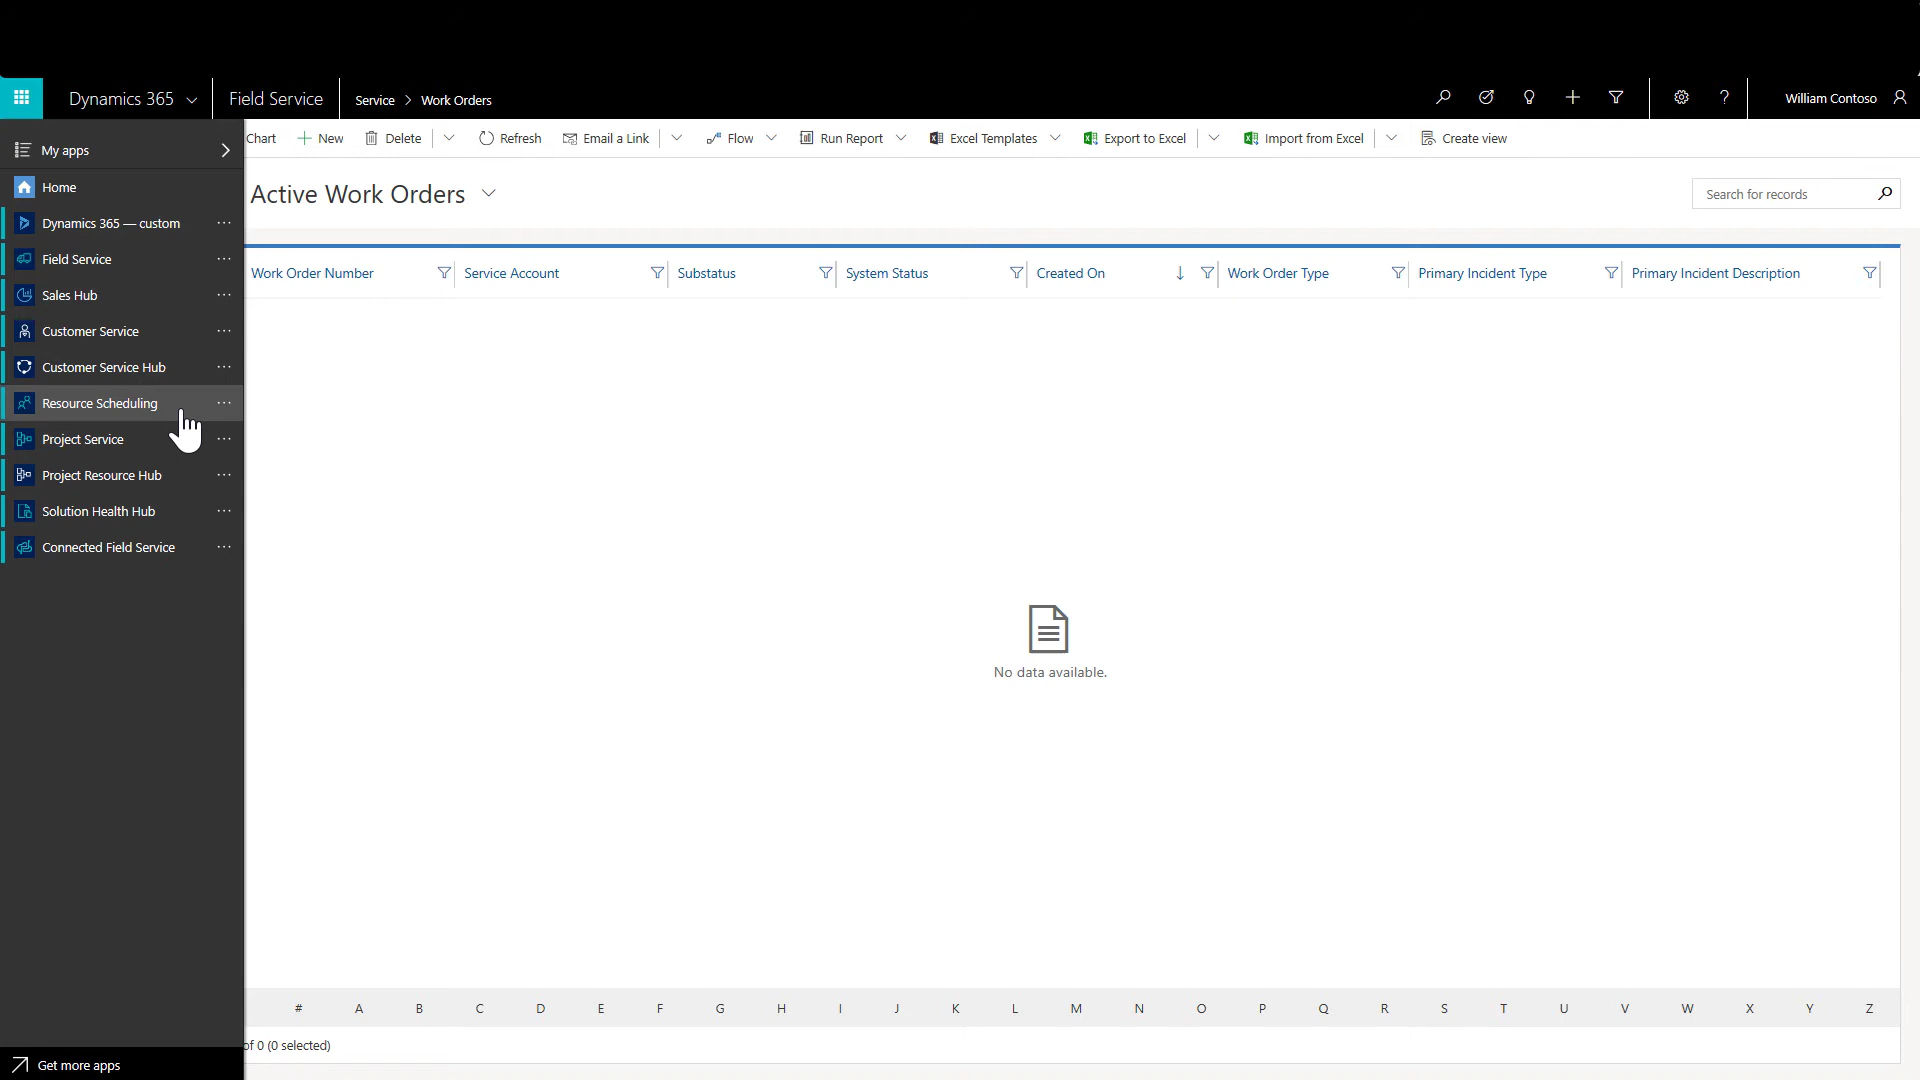 Dynamics 365
Field Service
Service > Work Orders
William Contoso
My apps
Home
Dynamics 365 — custom
Field Service
Sales Hub
Customer Service
Customer Service Hub
Resource Scheduling
Project Service
Project Resource Hub
Solution Health Hub
Connected Field Service
Get more apps
Chart New Delete Refresh Email a Link Flow Run Report Excel Templates Export to Excel Import from Excel Create view
Active Work Orders
Search for records
Work Order Number Service Account Substatus System Status Created On Work Order Type Primary Incident Type Primary Incident Description
No data available.
# A B C D E F G H I J K L M N O P Q R S T U V W X Y Z
of 0 (0 selected)